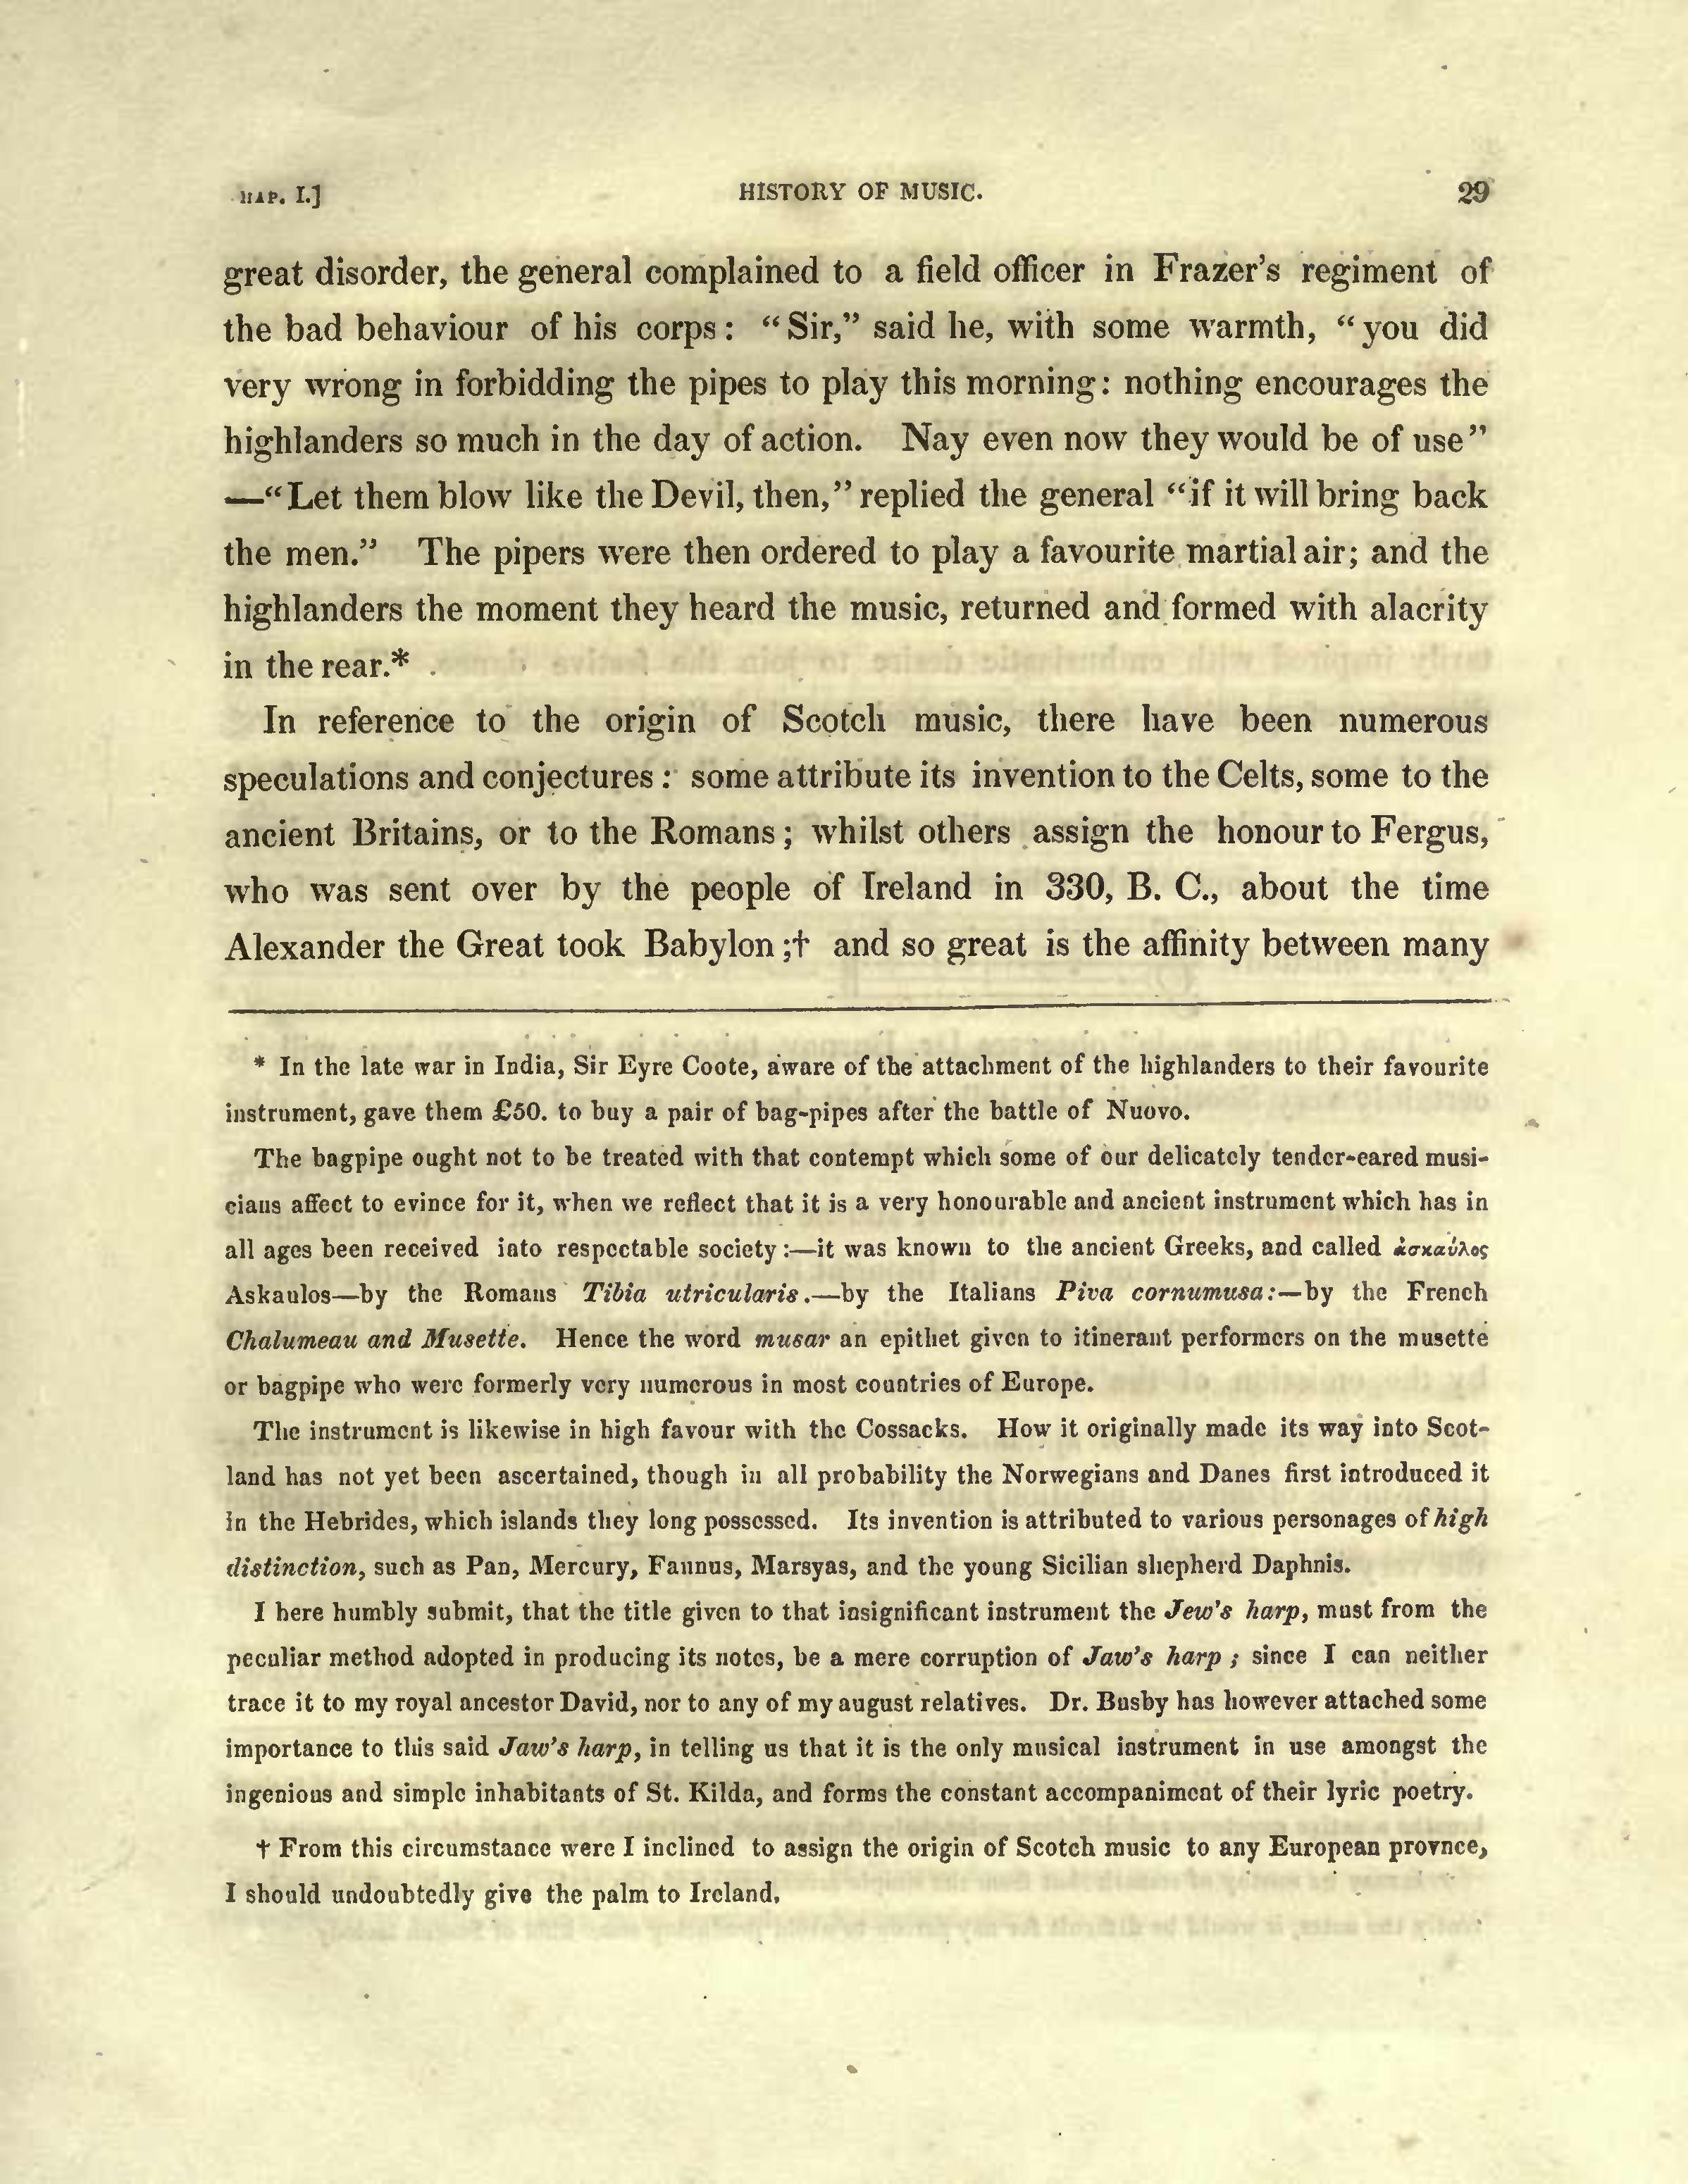 HAP. I.] HISTORY OF MUSIC. 29
great disorder, the general complained to a field officer in Frazer's regiment of
the bad behaviour of his corps: “Sir,” said he, with some warmth, “you did
very wrong in forbidding the pipes to play this morning: nothing encourages the
highlanders so much in the day of action. Nay even now they would be of use”
—“Let them blow like the Devil, then,” replied the general “if it will bring back
the men.” The pipers were then ordered to play a favourite martial air; and the
highlanders the moment they heard the music, returned and formed with alacrity
in the rear.*
In reference to the origin of Scotch music, there have been numerous
speculations and conjectures: some attribute its invention to the Celts, some to the
ancient Britains, or to the Romans; whilst others assign the honour to Fergus,
who was sent over by the people of Ireland in 330, B. C., about the time
Alexander the Great took Babylon;† and so great is the affinity between many
* In the late war in India, Sir Eyre Coote, aware of the attachment of the highlanders to their favourite
instrument, gave them £50. to buy a pair of bag-pipes after the battle of Nuovo.
The bagpipe ought not to be treated with that contempt which some of our delicately tender-eared musi-
cians affect to evince for it, when we reflect that it is a very honourable and ancient instrument which has in
all ages been received into respectable society:—it was known to the ancient Greeks, and called ἀσκαύλος
Askaulos—by the Romans Tibia utricularis.—by the Italians Piva cornumusa:—by the French
Chalumeau and Musette. Hence the word musar an epithet given to itinerant performers on the musette
or bagpipe who were formerly very numerous in most countries of Europe.
The instrument is likewise in high favour with the Cossacks. How it originally made its way into Scot-
land has not yet been ascertained, though in all probability the Norwegians and Danes first introduced it
in the Hebrides, which islands they long possessed. Its invention is attributed to various personages of high
distinction, such as Pan, Mercury, Faunus, Marsyas, and the young Sicilian shepherd Daphnis.
I here humbly submit, that the title given to that insignificant instrument the Jew's harp, must from the
peculiar method adopted in producing its notes, be a mere corruption of Jaw's harp; since I can neither
trace it to my royal ancestor David, nor to any of my august relatives. Dr. Busby has however attached some
importance to this said Jaw's harp, in telling us that it is the only musical instrument in use amongst the
ingenious and simple inhabitants of St. Kilda, and forms the constant accompaniment of their lyric poetry.
† From this circumstance were I inclined to assign the origin of Scotch music to any European provnce,
I should undoubtedly give the palm to Ireland.